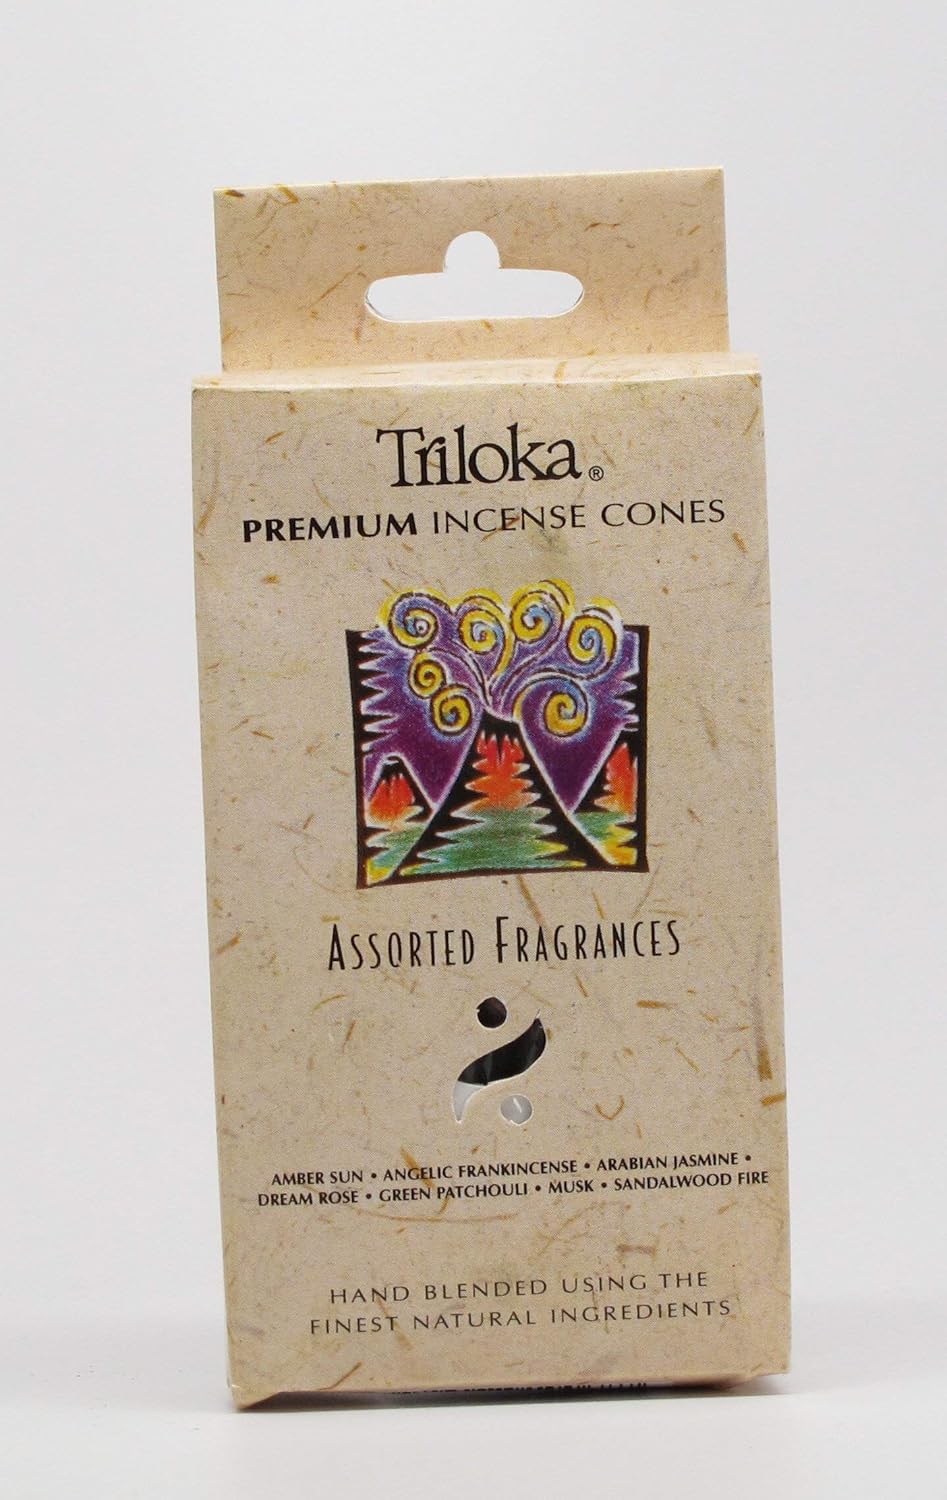 Triloka®
PREMIUM INCENSE CONES
ASSORTED FRAGRANCES
AMBER SUN • ANGELIC FRANKINCENSE • ARABIAN JASMINE •
DREAM ROSE • GREEN PATCHOULI • MUSK • SANDALWOOD FIRE
HAND BLENDED USING THE
FINEST NATURAL INGREDIENTS